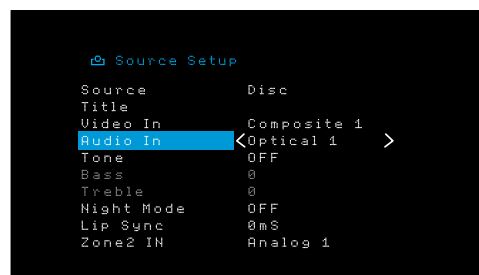 Source Setup
Source Disc
Title
Video In Composite 1
Audio In <Optical 1 >
Tone OFF
Bass 0
Treble 0
Night Mode OFF
Lip Sync 0mS
Zone2 IN Analog 1